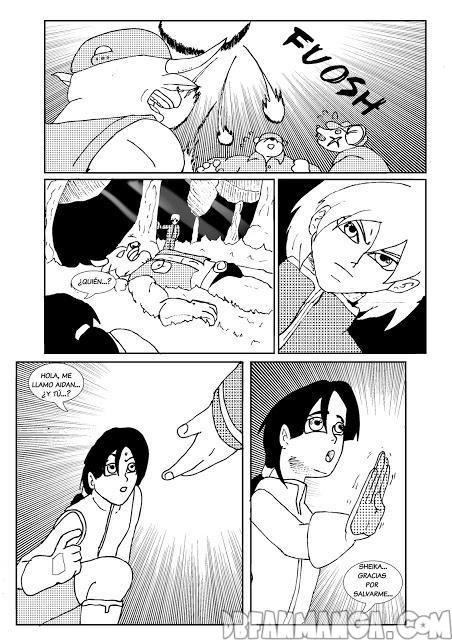 FUOSH
¿QUIÉN...?
HOLA, ME
LLAMO AIDAN...
¿Y TÚ...?
SHEIKA...
GRACIAS
POR
SALVARME...
DBFANMANGA.COM